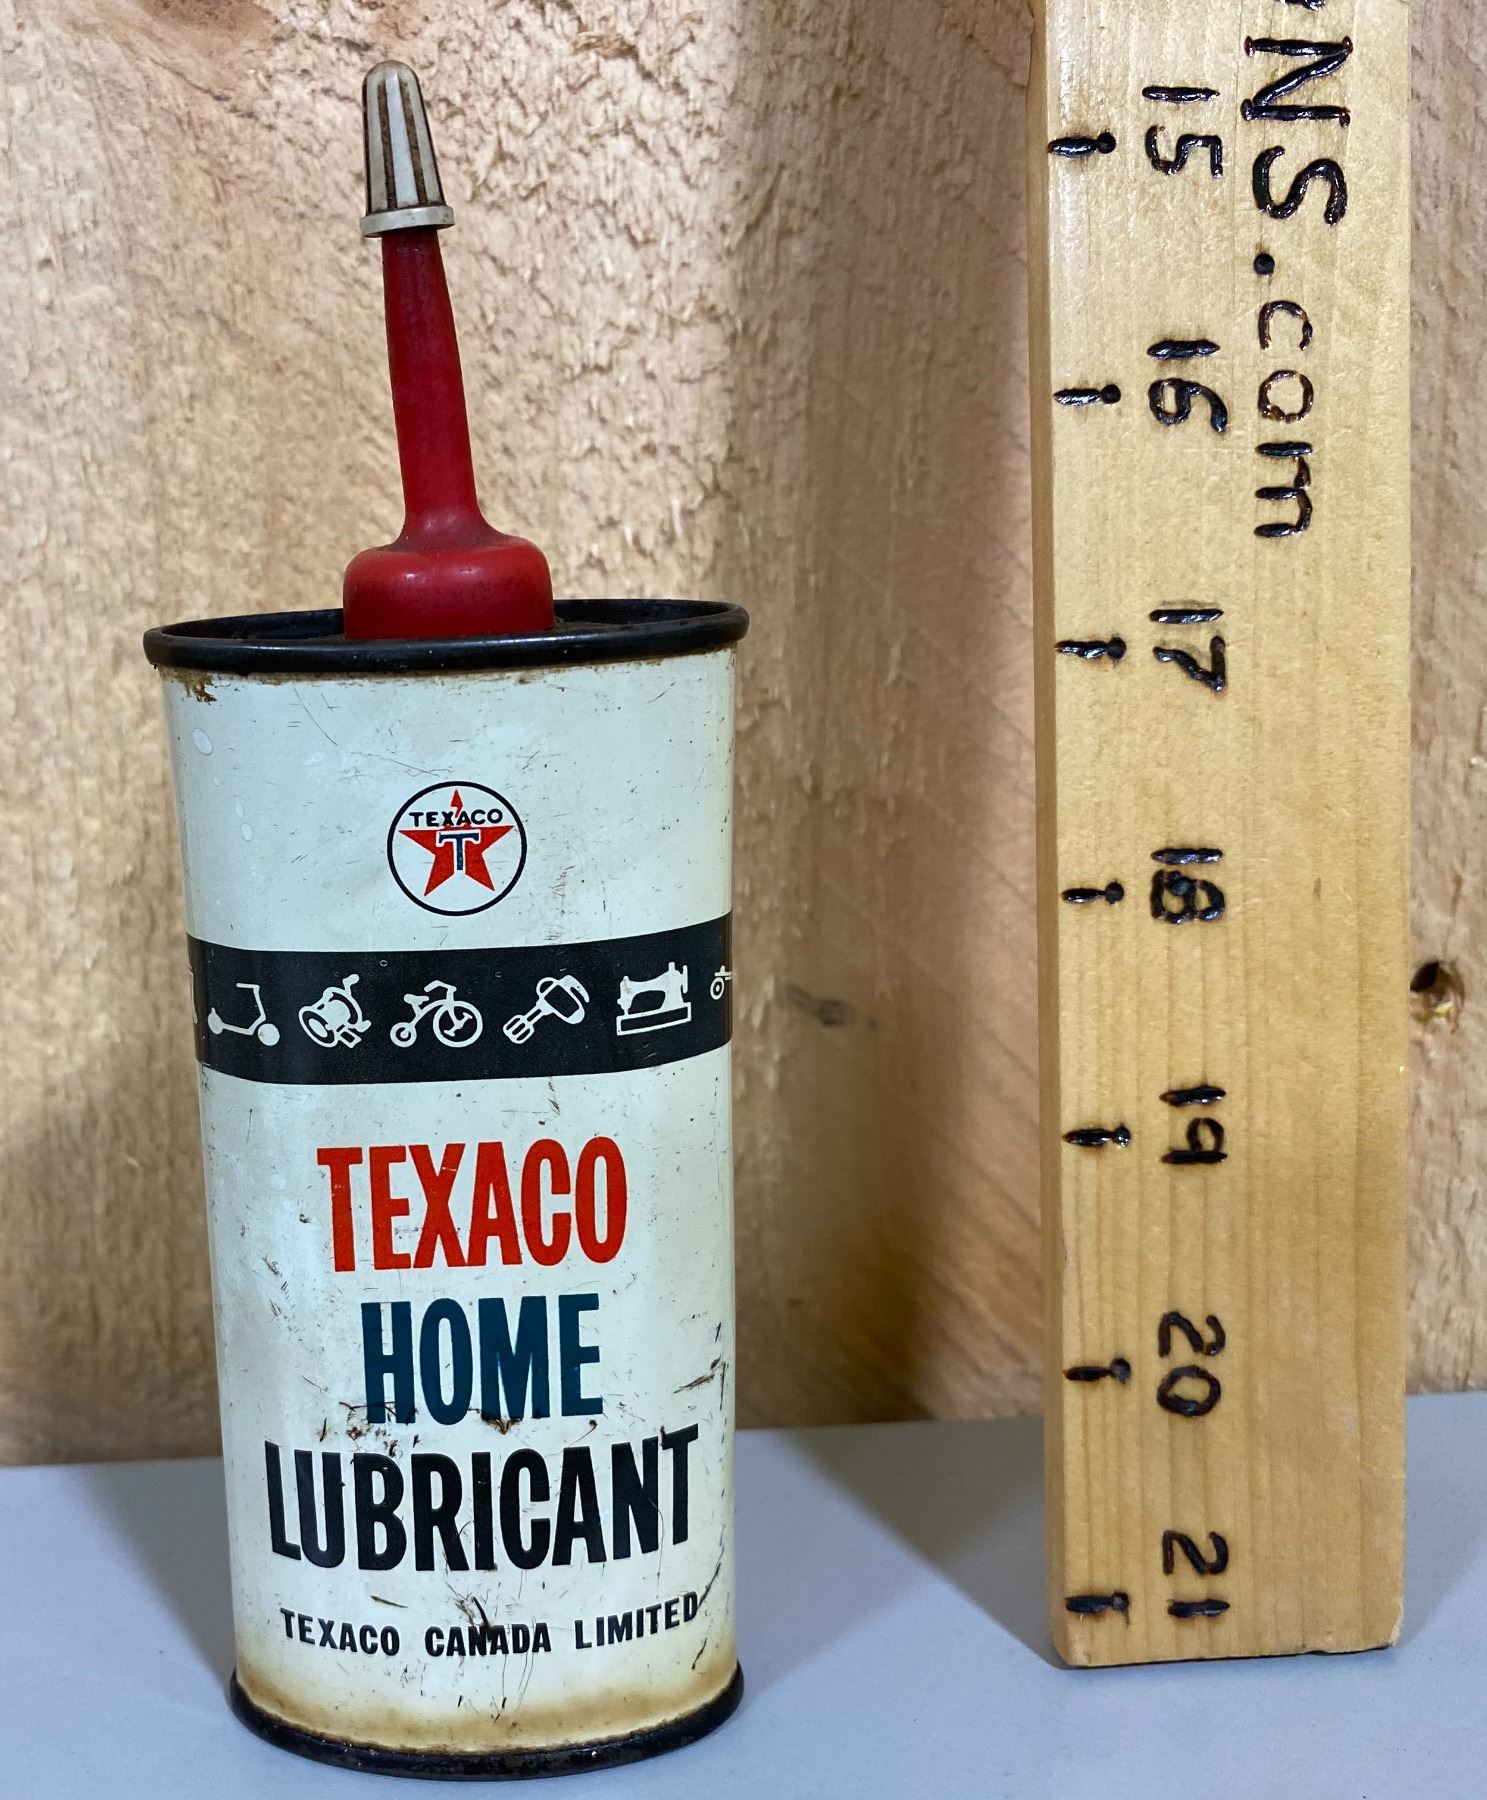 TEXACO
T
TEXACO
HOME
LUBRICANT
TEXACO CANADA LIMITED
NS.com
15
16
17
18
19
20
21